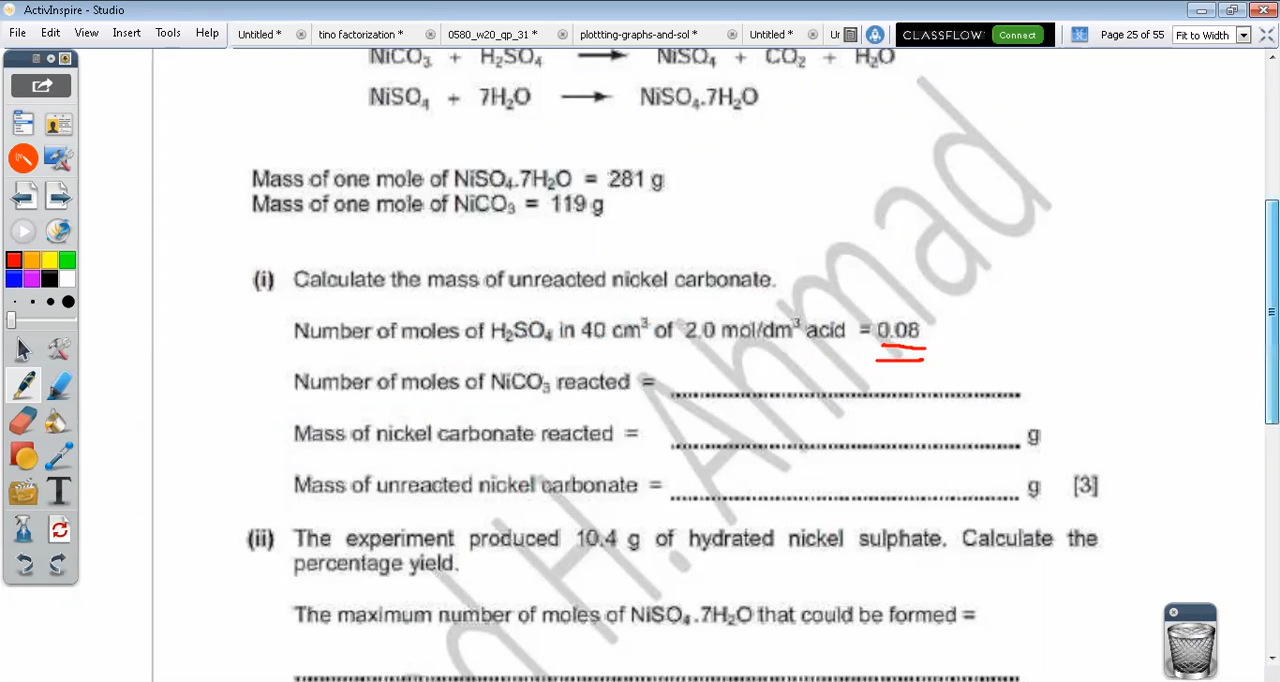 ActivInspire - Studio
File Edit View Insert Tools Help Untitled * tino factorization * 0580_w20_qp_31 * plottting-graphs-and-sol * Untitled * Ur CLASSFLOW Connect Page 25 of 55 Fit to Width
NiCO₃ + H₂SO₄ → NiSO₄ + CO₂ + H₂O
NiSO₄ + 7H₂O → NiSO₄.7H₂O
Mass of one mole of NiSO₄.7H₂O = 281 g
Mass of one mole of NiCO₃ = 119 g
(i) Calculate the mass of unreacted nickel carbonate.
Number of moles of H₂SO₄ in 40 cm³ of 2.0 mol/dm³ acid = 0.08
Number of moles of NiCO₃ reacted =
Mass of nickel carbonate reacted = g
Mass of unreacted nickel carbonate = g [3]
(ii) The experiment produced 10.4 g of hydrated nickel sulphate. Calculate the
percentage yield.
The maximum number of moles of NiSO₄.7H₂O that could be formed =
d H. Ahmad